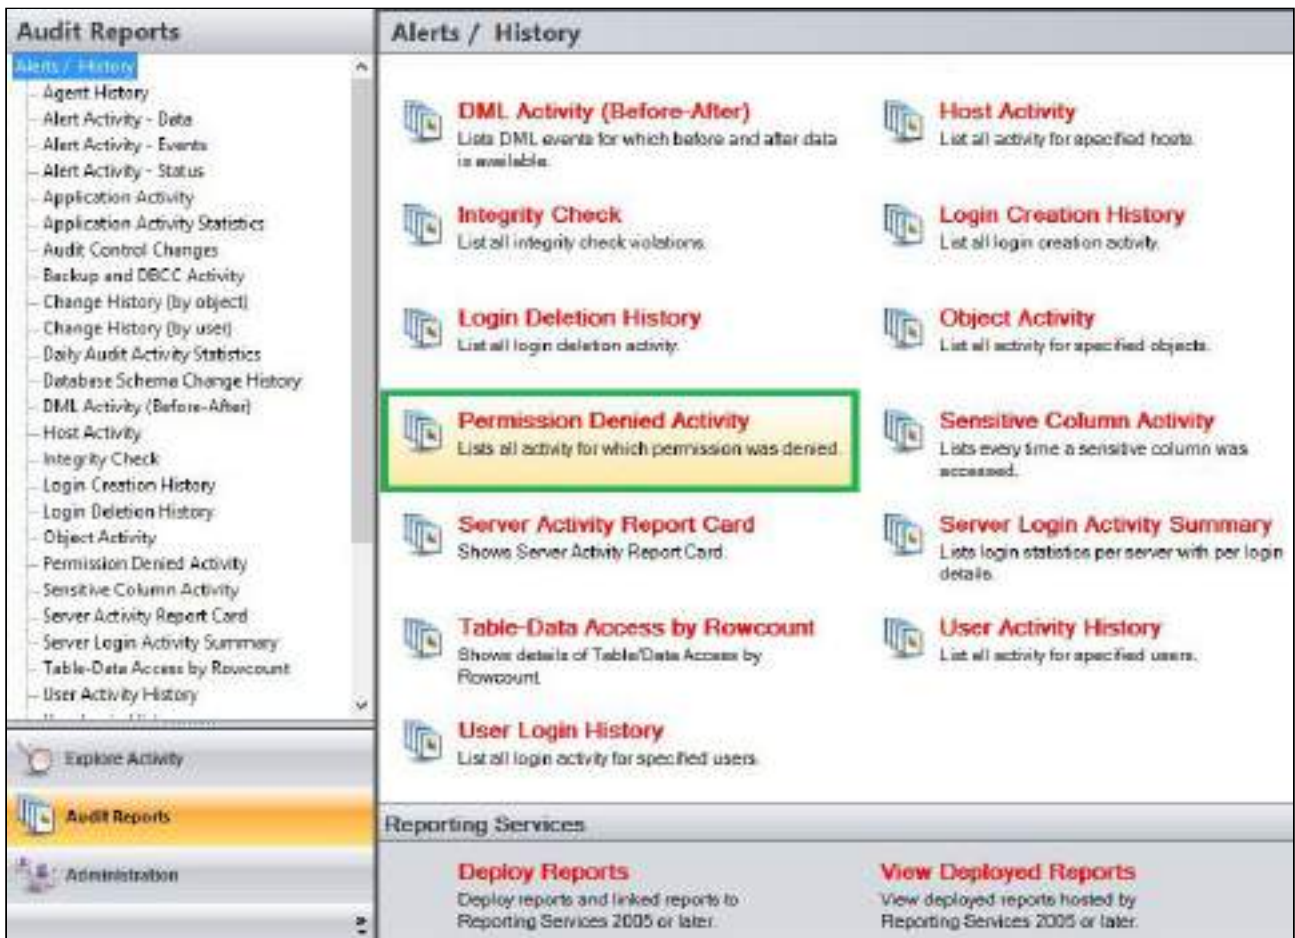 Audit Reports
Alerts / History
Agent History
Alert Activity - Data
Alert Activity - Events
Alert Activity - Status
Application Activity
Application Activity Statistics
Audit Control Changes
Backup and DBCC Activity
Change History (by object)
Change History (by user)
Daily Audit Activity Statistics
Database Schema Change History
DML Activity (Before-After)
Host Activity
Integrity Check
Login Creation History
Login Deletion History
Object Activity
Permission Denied Activity
Sensitive Column Activity
Server Activity Report Card
Server Login Activity Summary
Table-Data Access by Rowcount
User Activity History
Explore Activity
Audit Reports
Administration
Alerts / History
DML Activity (Before-After)
Lists DML events for which before and after data
is available.
Host Activity
List all activity for specified hosts.
Integrity Check
List all integrity check violations.
Login Creation History
List all login creation activity.
Login Deletion History
List all login deletion activity.
Object Activity
List all activity for specified objects.
Permission Denied Activity
Lists all activity for which permission was denied.
Sensitive Column Activity
Lists every time a sensitive column was
accessed.
Server Activity Report Card
Shows Server Activity Report Card.
Server Login Activity Summary
Lists login statistics per server with per login
details.
Table-Data Access by Rowcount
Shows details of Table/Data Access by
Rowcount
User Activity History
List all activity for specified users.
User Login History
List all login activity for specified users.
Reporting Services
Deploy Reports
Deploy reports and linked reports to
Reporting Services 2005 or later.
View Deployed Reports
View deployed reports hosted by
Reporting Services 2005 or later.